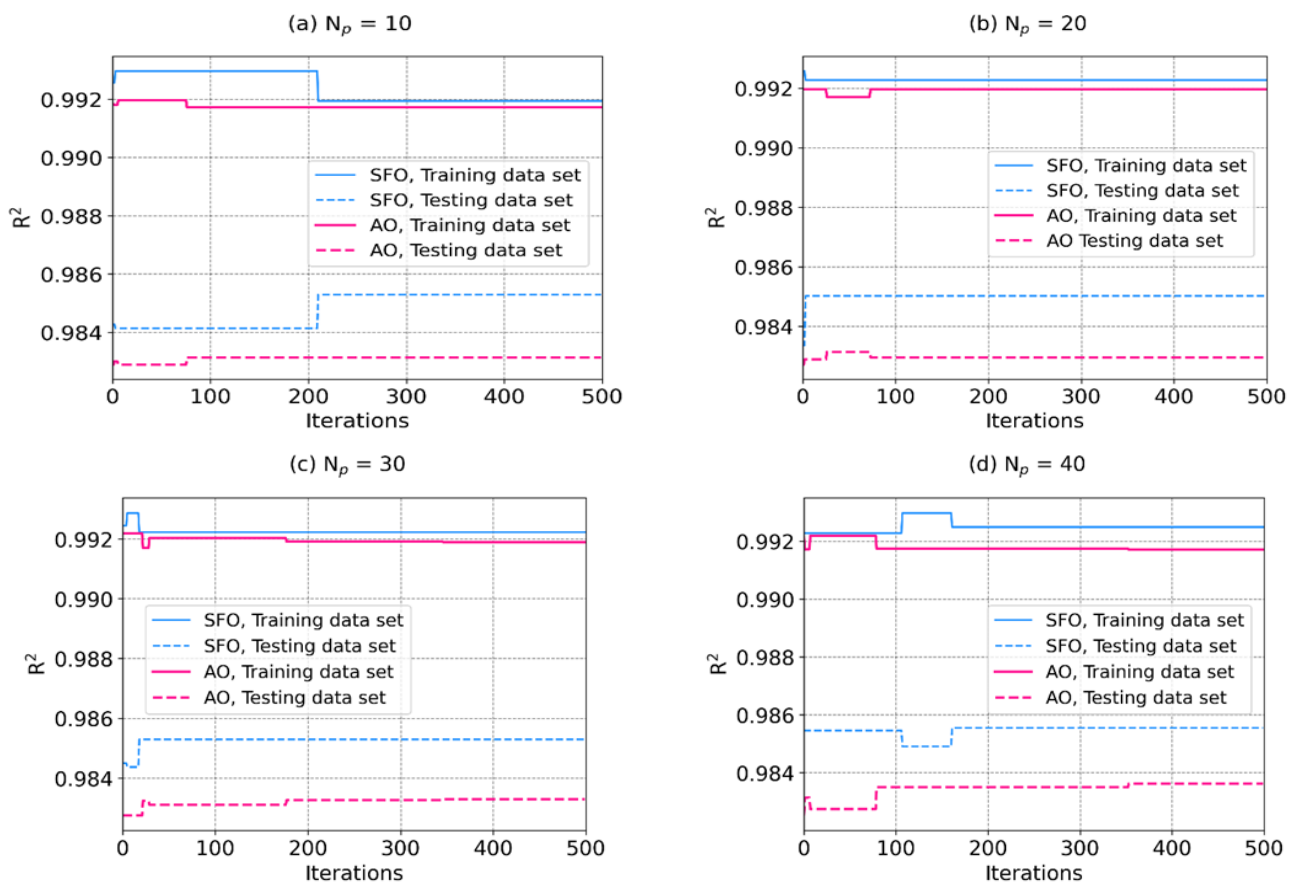 (a) Nₚ = 10
0.992
0.990
0.988
0.986
0.984
R²
SFO, Training data set
SFO, Testing data set
AO, Training data set
AO, Testing data set
0 100 200 300 400 500
Iterations
(b) Nₚ = 20
0.992
0.990
0.988
0.986
0.984
R²
SFO, Training data set
SFO, Testing data set
AO, Training data set
AO Testing data set
0 100 200 300 400 500
Iterations
(c) Nₚ = 30
0.992
0.990
0.988
0.986
0.984
R²
SFO, Training data set
SFO, Testing data set
AO, Training data set
AO, Testing data set
0 100 200 300 400 500
Iterations
(d) Nₚ = 40
0.992
0.990
0.988
0.986
0.984
R²
SFO, Training data set
SFO, Testing data set
AO, Training data set
AO, Testing data set
0 100 200 300 400 500
Iterations